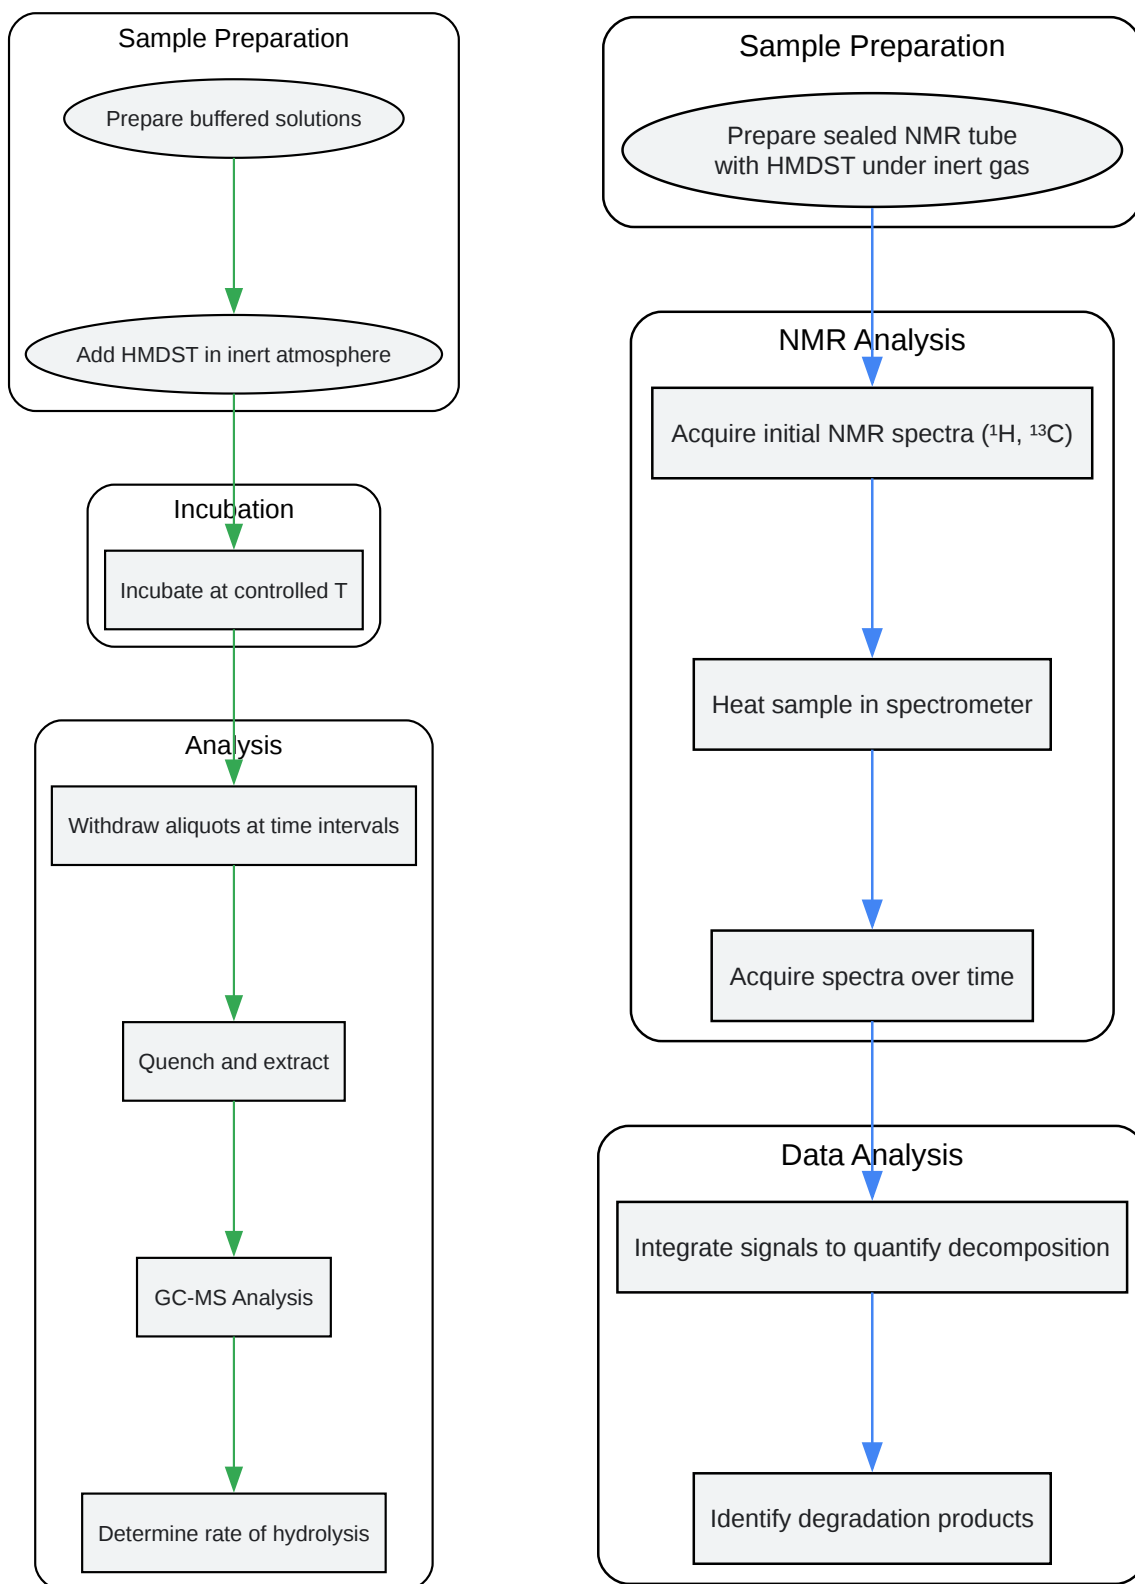 Sample Preparation
Prepare buffered solutions
Add HMDST in inert atmosphere
Incubation
Incubate at controlled T
Analysis
Withdraw aliquots at time intervals
Quench and extract
GC-MS Analysis
Determine rate of hydrolysis
Sample Preparation
Prepare sealed NMR tube
with HMDST under inert gas
NMR Analysis
Acquire initial NMR spectra (¹H, ¹³C)
Heat sample in spectrometer
Acquire spectra over time
Data Analysis
Integrate signals to quantify decomposition
Identify degradation products